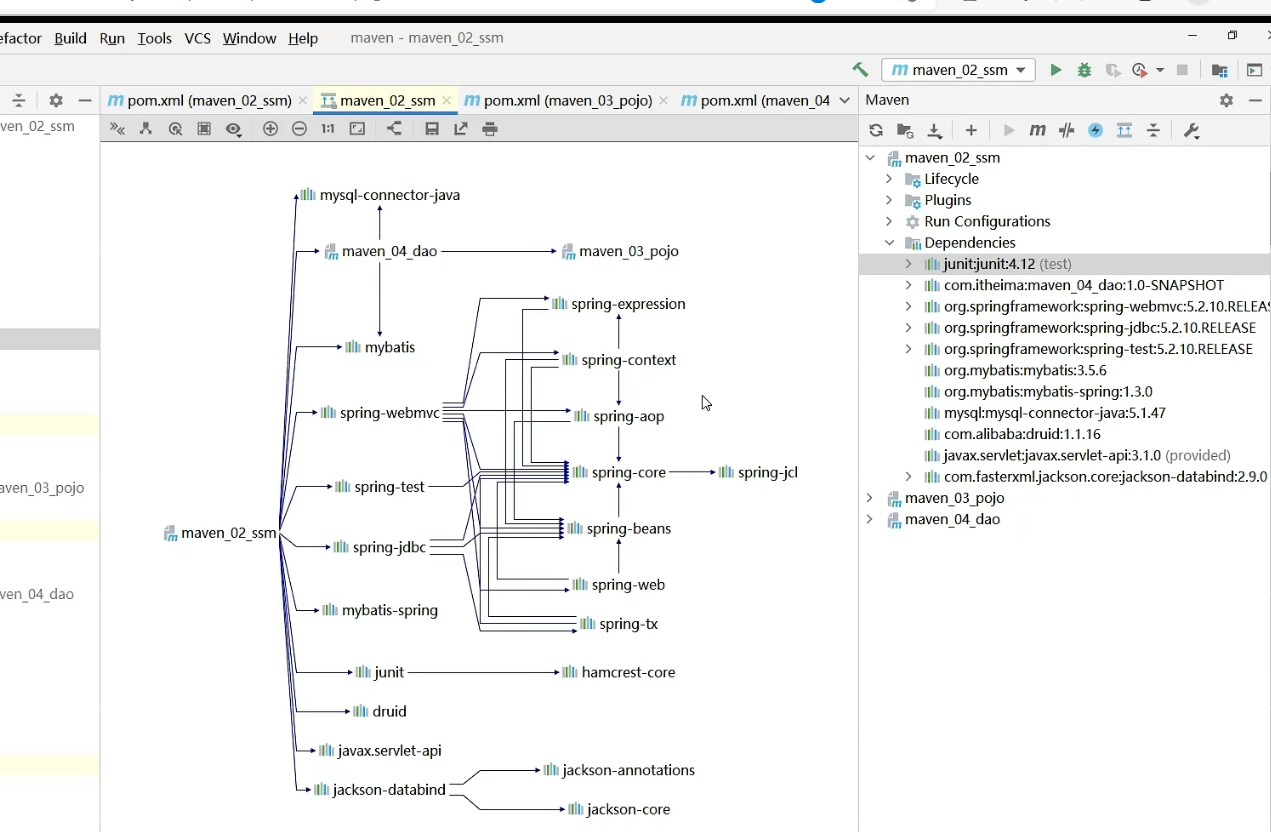 efactor Build Run Tools VCS Window Help maven - maven_02_ssm
maven_02_ssm
pom.xml (maven_02_ssm) maven_02_ssm pom.xml (maven_03_pojo) pom.xml (maven_04 Maven
1:1
ven_02_ssm
aven_03_pojo
ven_04_dao
mysql-connector-java
maven_04_dao
maven_03_pojo
spring-expression
mybatis
spring-context
spring-webmvc
spring-aop
spring-core
spring-jcl
spring-test
spring-beans
maven_02_ssm
spring-jdbc
spring-web
mybatis-spring
spring-tx
junit
hamcrest-core
druid
javax.servlet-api
jackson-annotations
jackson-databind
jackson-core
maven_02_ssm
Lifecycle
Plugins
Run Configurations
Dependencies
junit:junit:4.12 (test)
com.itheima:maven_04_dao:1.0-SNAPSHOT
org.springframework:spring-webmvc:5.2.10.RELEAS
org.springframework:spring-jdbc:5.2.10.RELEASE
org.springframework:spring-test:5.2.10.RELEASE
org.mybatis:mybatis:3.5.6
org.mybatis:mybatis-spring:1.3.0
mysql:mysql-connector-java:5.1.47
com.alibaba:druid:1.1.16
javax.servlet:javax.servlet-api:3.1.0 (provided)
com.fasterxml.jackson.core:jackson-databind:2.9.0
maven_03_pojo
maven_04_dao